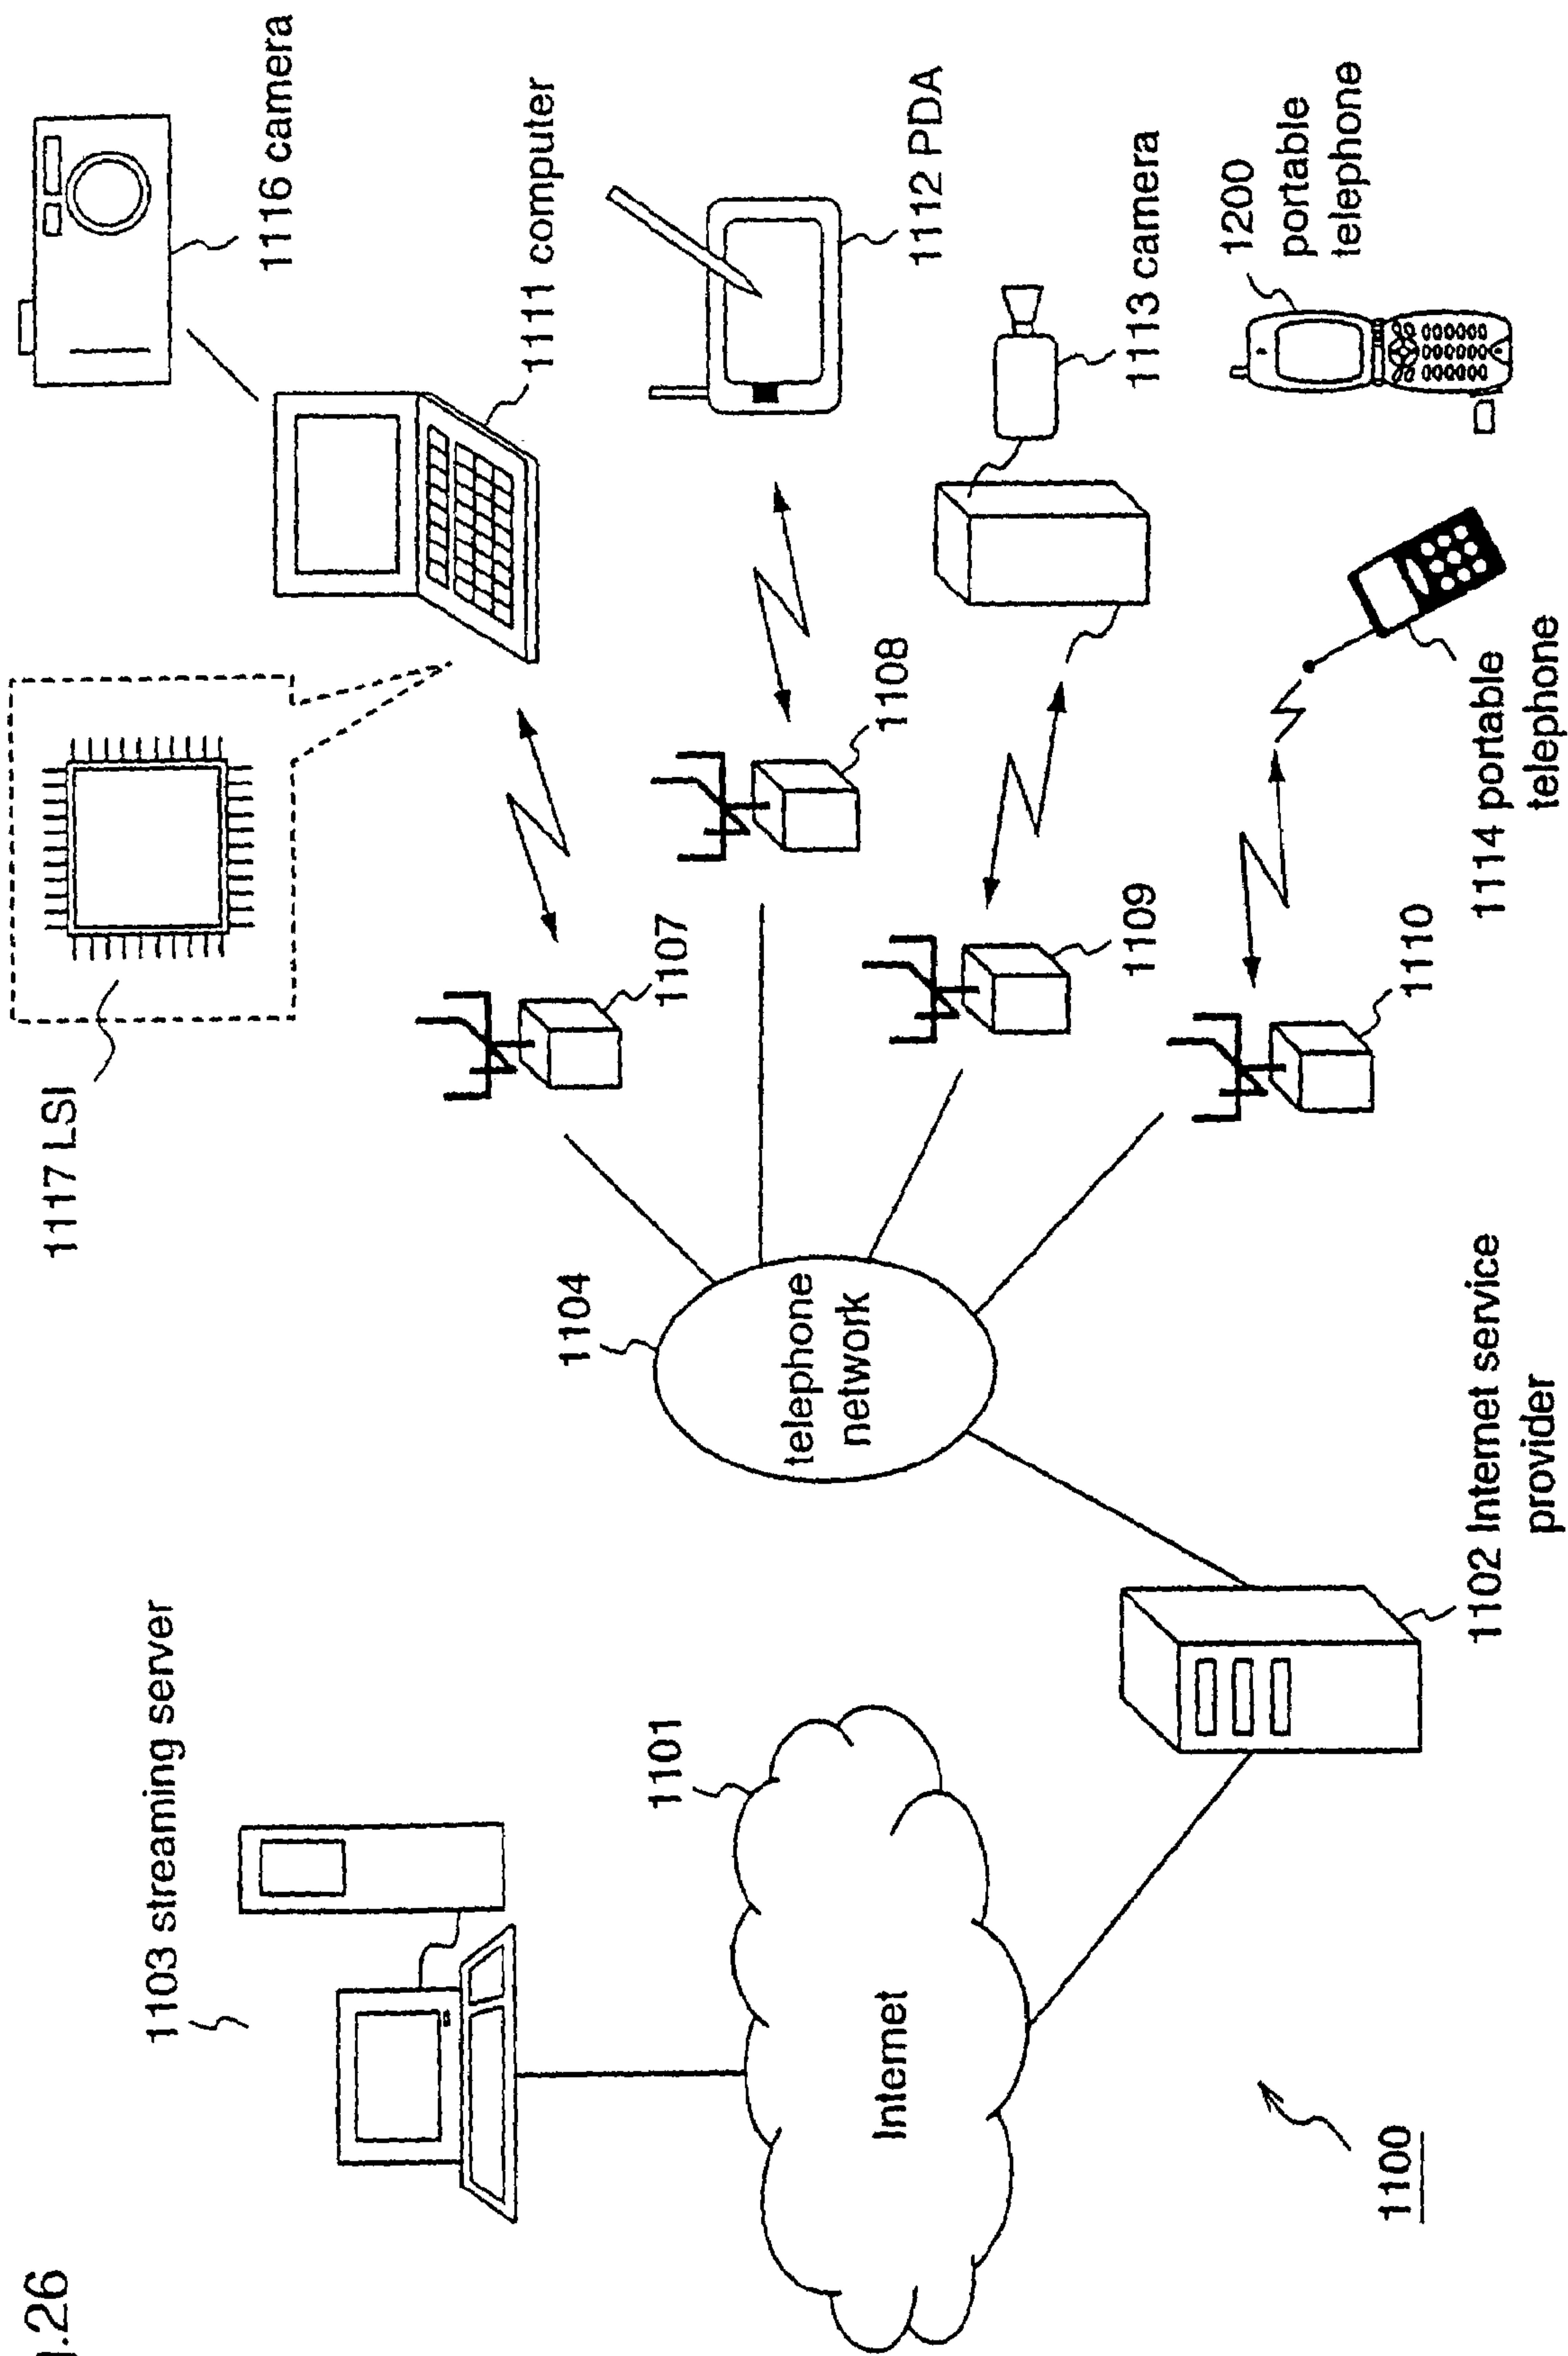 .26
1103 streaming server
1117 LSI
1116 camera
1111 computer
1107
1108
1112 PDA
1104
telephone
network
1101
Internet
1109
1113 camera
1110
1200
portable
telephone
1114 portable
telephone
1102 Internet service
provider
1100